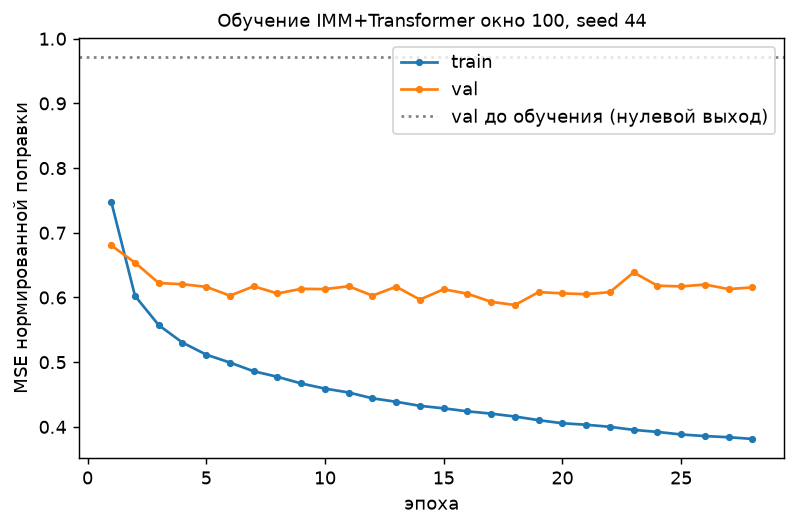 Обучение IMM+Transformer окно 100, seed 44
MSE нормированной поправки
1.0
0.9
0.8
0.7
0.6
0.5
0.4
train
val
val до обучения (нулевой выход)
0
5
10
15
20
25
эпоха